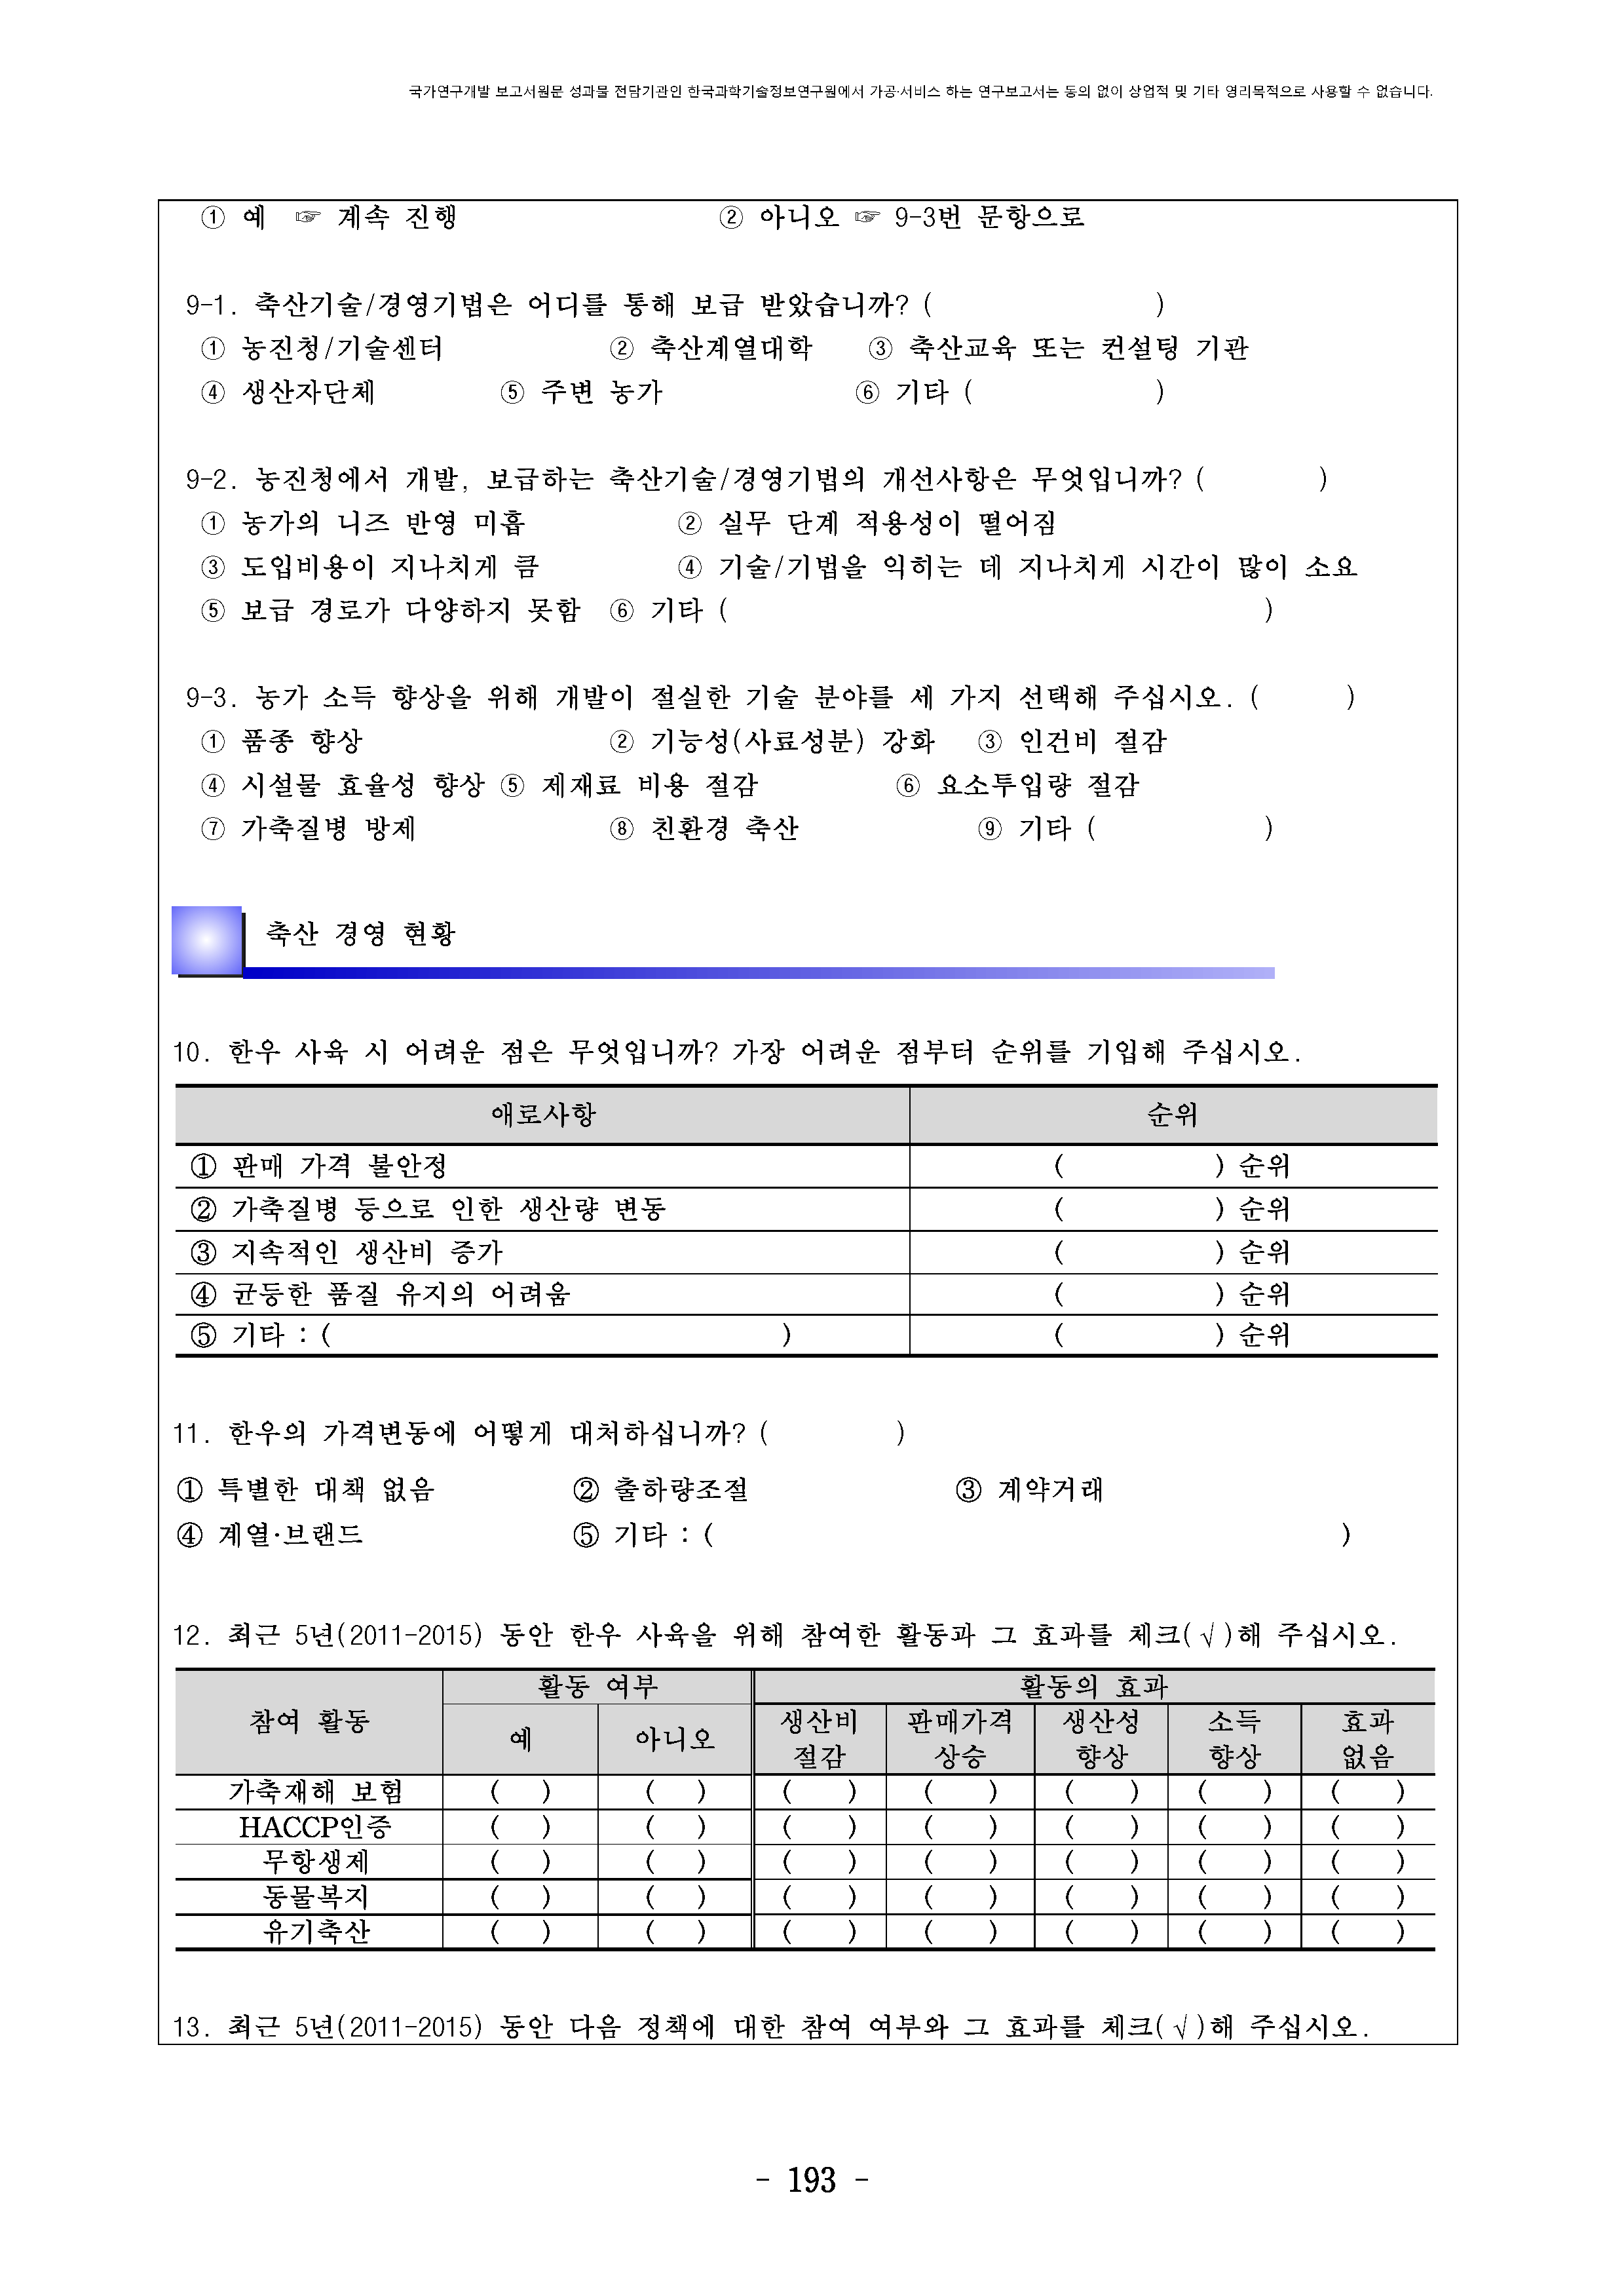 국가연구개발 보고서원문 성과물 전담기관인 한국과학기술정보연구원에서 가공·서비스 하는 연구보고서는 동의 없이 상업적 및 기타 영리목적으로 사용할 수 없습니다.
① 예 ☞ 계속 진행 ② 아니오 ☞ 9-3번 문항으로
9-1. 축산기술/경영기법은 어디를 통해 보급 받았습니까? ( )
① 농진청/기술센터 ② 축산계열대학 ③ 축산교육 또는 컨설팅 기관
④ 생산자단체 ⑤ 주변 농가 ⑥ 기타 ( )
9-2. 농진청에서 개발, 보급하는 축산기술/경영기법의 개선사항은 무엇입니까? ( )
① 농가의 니즈 반영 미흡 ② 실무 단계 적용성이 떨어짐
③ 도입비용이 지나치게 큼 ④ 기술/기법을 익히는 데 지나치게 시간이 많이 소요
⑤ 보급 경로가 다양하지 못함 ⑥ 기타 ( )
9-3. 농가 소득 향상을 위해 개발이 절실한 기술 분야를 세 가지 선택해 주십시오. ( )
① 품종 향상 ② 기능성(사료성분) 강화 ③ 인건비 절감
④ 시설물 효율성 향상 ⑤ 제재료 비용 절감 ⑥ 요소투입량 절감
⑦ 가축질병 방제 ⑧ 친환경 축산 ⑨ 기타 ( )
축산 경영 현황
10. 한우 사육 시 어려운 점은 무엇입니까? 가장 어려운 점부터 순위를 기입해 주십시오.
애로사항 순위
① 판매 가격 불안정 ( ) 순위
② 가축질병 등으로 인한 생산량 변동 ( ) 순위
③ 지속적인 생산비 증가 ( ) 순위
④ 균등한 품질 유지의 어려움 ( ) 순위
⑤ 기타 : ( ) ( ) 순위
11. 한우의 가격변동에 어떻게 대처하십니까? ( )
① 특별한 대책 없음 ② 출하량조절 ③ 계약거래
④ 계열·브랜드 ⑤ 기타 : ( )
12. 최근 5년(2011-2015) 동안 한우 사육을 위해 참여한 활동과 그 효과를 체크(√)해 주십시오.
참여 활동 활동 여부 활동의 효과
예 아니오 생산비 절감 판매가격 상승 생산성 향상 소득 향상 효과 없음
가축재해 보험 ( ) ( ) ( ) ( ) ( ) ( ) ( )
HACCP인증 ( ) ( ) ( ) ( ) ( ) ( ) ( )
무항생제 ( ) ( ) ( ) ( ) ( ) ( ) ( )
동물복지 ( ) ( ) ( ) ( ) ( ) ( ) ( )
유기축산 ( ) ( ) ( ) ( ) ( ) ( ) ( )
13. 최근 5년(2011-2015) 동안 다음 정책에 대한 참여 여부와 그 효과를 체크(√)해 주십시오.
- 193 -